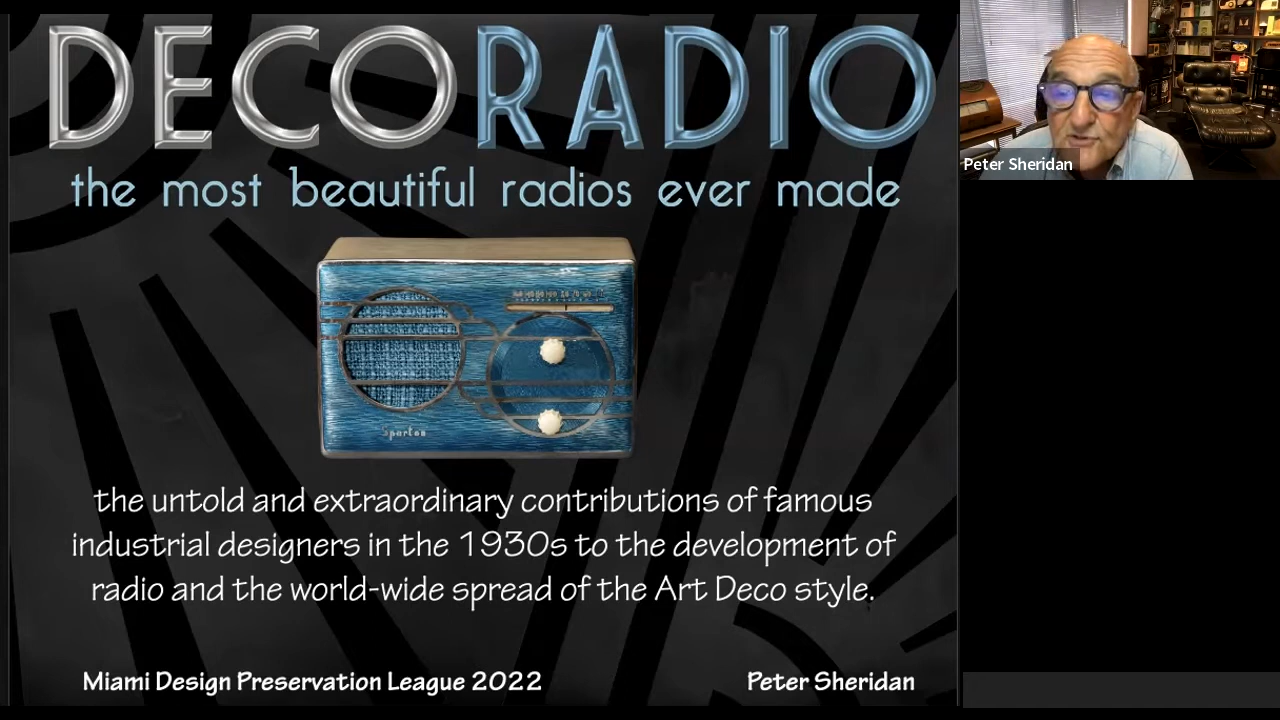 DECORADIO
the most beautiful radios ever made
Sparton
the untold and extraordinary contributions of famous
industrial designers in the 1930s to the development of
radio and the world-wide spread of the Art Deco style.
Miami Design Preservation League 2022
Peter Sheridan
Peter Sheridan